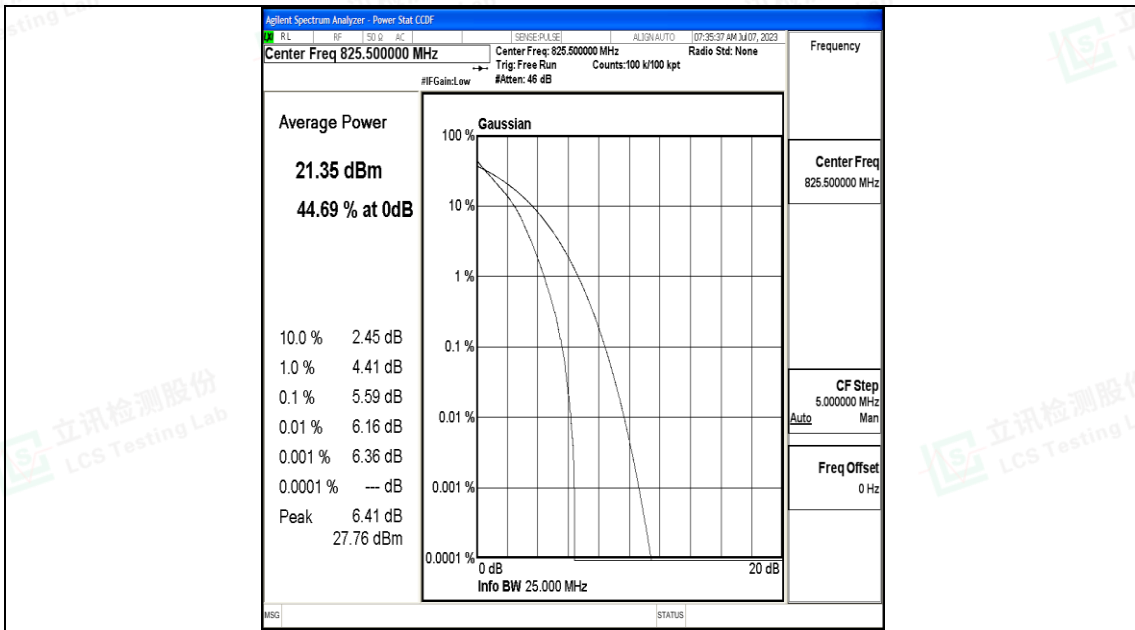 Agilent Spectrum Analyzer - Power Stat CCDF
RL RF 50 Ω AC SENSE:PULSE ALIGN AUTO 07:35:37 AM Jul 07, 2023
Center Freq 825.500000 MHz
Center Freq: 825.500000 MHz Radio Std: None
Trig: Free Run Counts:100 k/100 kpt
#IFGain:Low #Atten: 46 dB
Frequency
Average Power
21.35 dBm
44.69 % at 0dB
10.0 % 2.45 dB
1.0 % 4.41 dB
0.1 % 5.59 dB
0.01 % 6.16 dB
0.001 % 6.36 dB
0.0001 % --- dB
Peak 6.41 dB
27.76 dBm
Gaussian
100 %
10 %
1 %
0.1 %
0.01 %
0.001 %
0.0001 %
0 dB 20 dB
Info BW 25.000 MHz
Center Freq
825.500000 MHz
CF Step
5.000000 MHz
Auto Man
Freq Offset
0 Hz
MSG STATUS
立讯检测股份
LCS Testing Lab
立讯检测股份
LCS Testing L